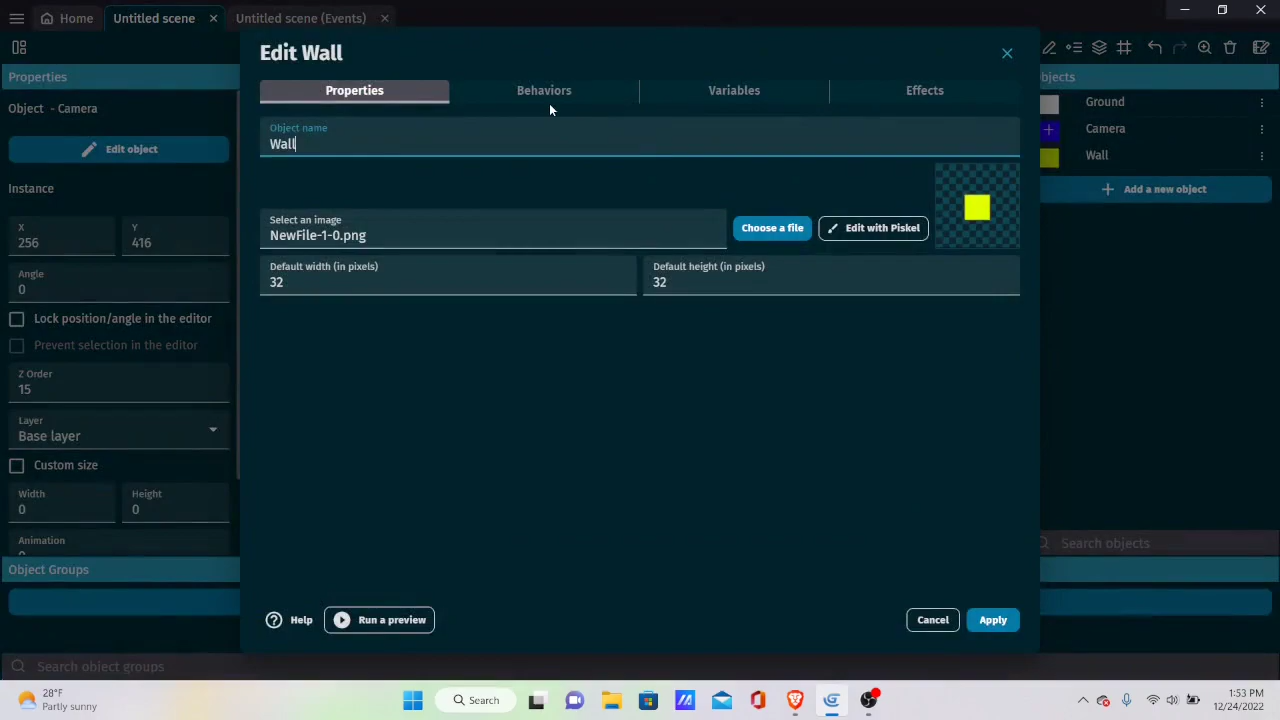 Home
Untitled scene
Untitled scene (Events)
Properties
Object - Camera
Edit object
Instance
X
256
Y
416
Angle
0
Lock position/angle in the editor
Prevent selection in the editor
Z Order
15
Layer
Base layer
Custom size
Width
0
Height
0
Animation
Object Groups
Search object groups
Edit Wall
Properties
Behaviors
Variables
Effects
Object name
Wall
Select an image
NewFile-1-0.png
Choose a file
Edit with Piskel
Default width (in pixels)
32
Default height (in pixels)
32
Help
Run a preview
Cancel
Apply
Ground
Camera
Wall
Add a new object
Search objects
28°F
Partly sunny
Search
1:53 PM
12/24/2022